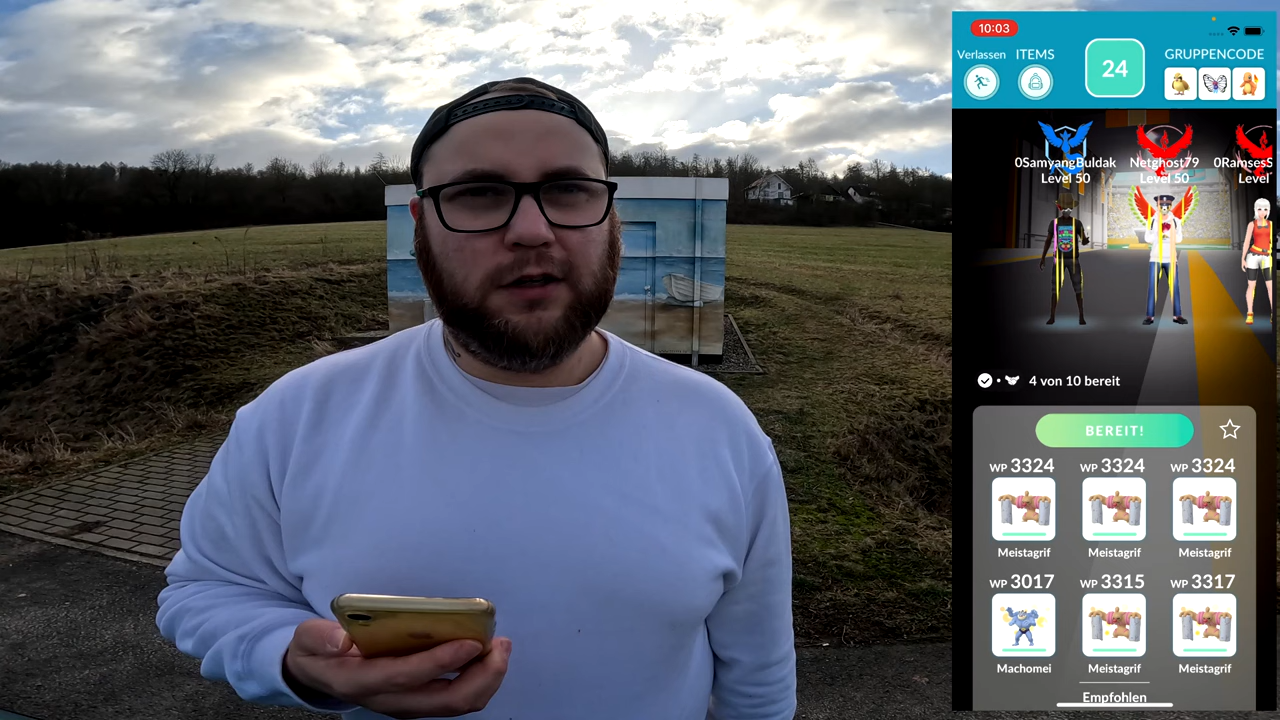 10:03
Verlassen
ITEMS
24
GRUPPENCODE
0SamyangBuldak
Level 50
Netghost79
Level 50
0RamsesS
Level
4 von 10 bereit
BEREIT!
WP 3324
WP 3324
WP 3324
Meistagrif
Meistagrif
Meistagrif
WP 3017
WP 3315
WP 3317
Machomei
Meistagrif
Meistagrif
Empfohlen